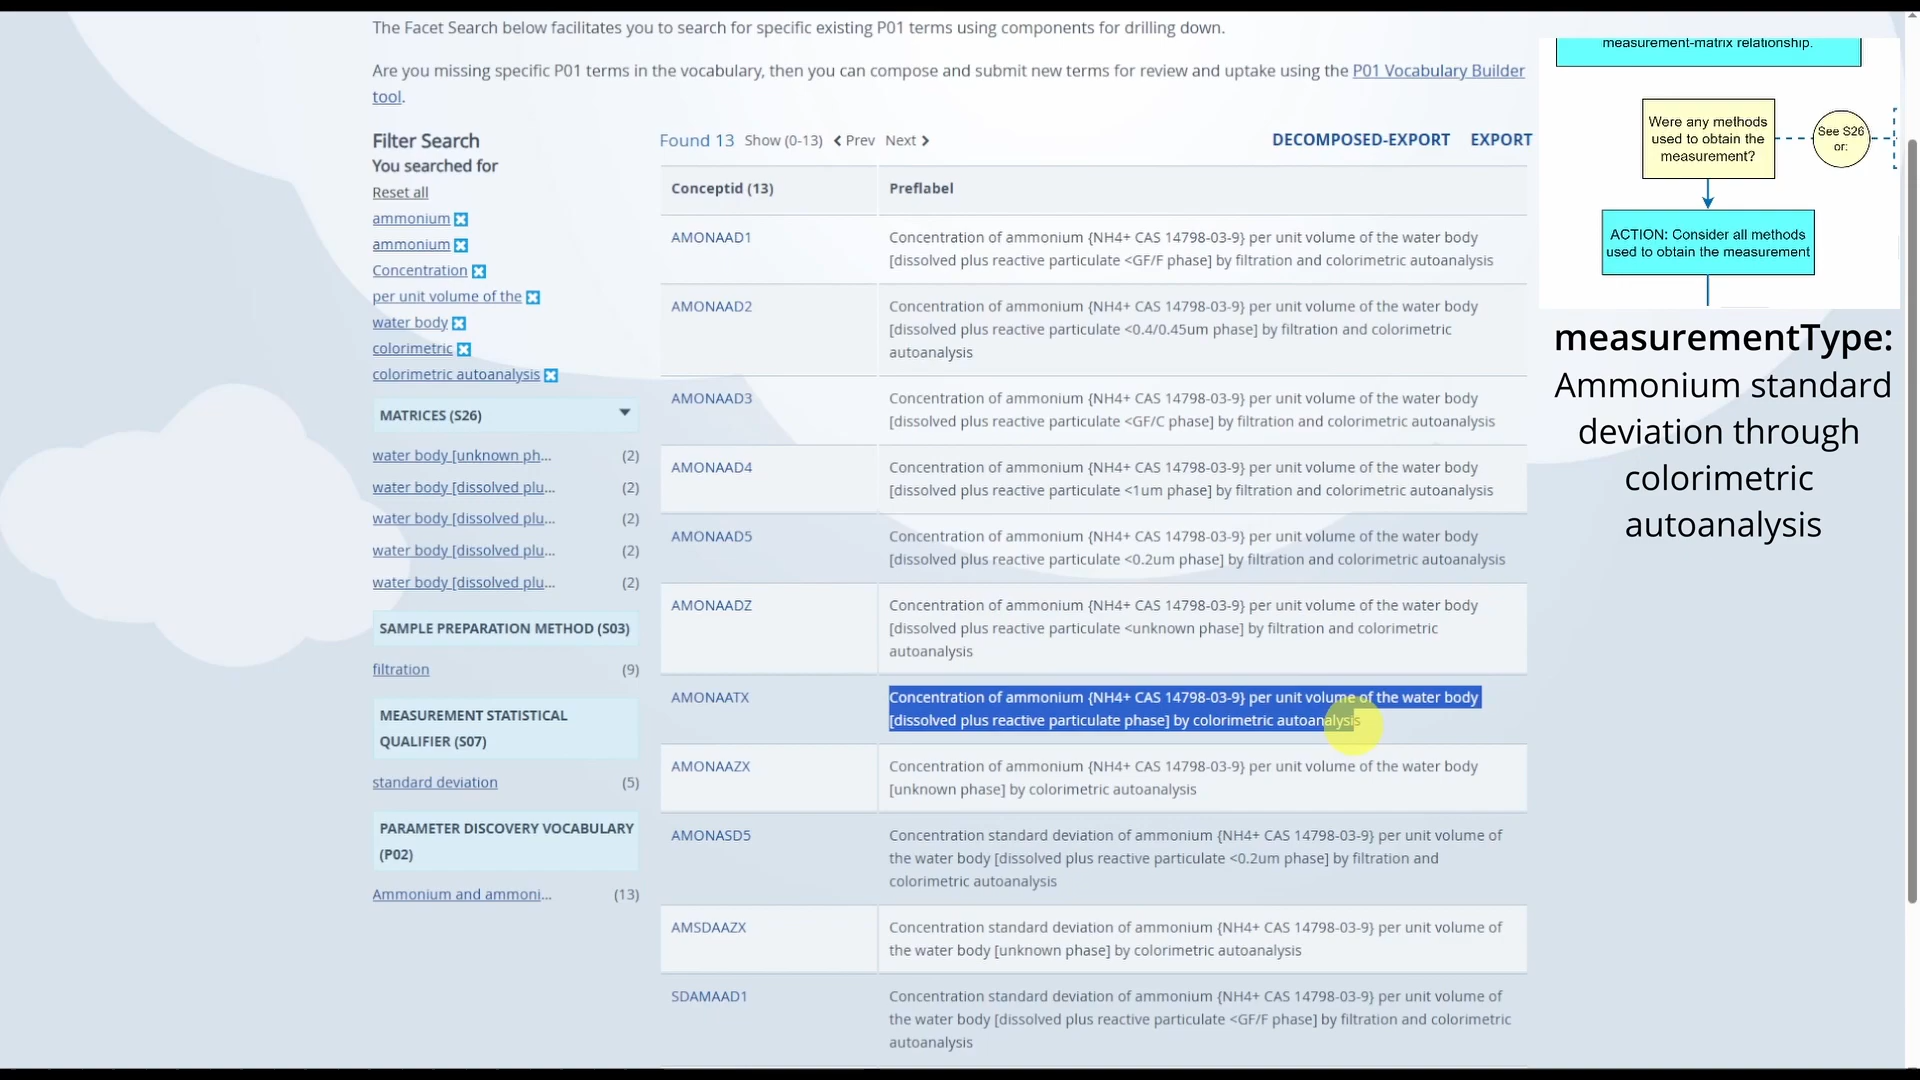 The Facet Search below facilitates you to search for specific existing P01 terms using components for drilling down.
Are you missing specific P01 terms in the vocabulary, then you can compose and submit new terms for review and uptake using the P01 Vocabulary Builder
tool.
Filter Search
You searched for
Reset all
ammonium
ammonium
Concentration
per unit volume of the
water body
colorimetric
colorimetric autoanalysis
MATRICES (S26)
water body [unknown ph... (2)
water body [dissolved plu... (2)
water body [dissolved plu... (2)
water body [dissolved plu... (2)
water body [dissolved plu... (2)
SAMPLE PREPARATION METHOD (S03)
filtration (9)
MEASUREMENT STATISTICAL
QUALIFIER (S07)
standard deviation (5)
PARAMETER DISCOVERY VOCABULARY
(P02)
Ammonium and ammoni... (13)
Found 13 Show (0-13) Prev Next DECOMPOSED-EXPORT EXPORT
Conceptid (13) Preflabel
AMONAAD1 Concentration of ammonium {NH4+ CAS 14798-03-9} per unit volume of the water body
[dissolved plus reactive particulate <GF/F phase] by filtration and colorimetric autoanalysis
AMONAAD2 Concentration of ammonium {NH4+ CAS 14798-03-9} per unit volume of the water body
[dissolved plus reactive particulate <0.4/0.45um phase] by filtration and colorimetric
autoanalysis
AMONAAD3 Concentration of ammonium {NH4+ CAS 14798-03-9} per unit volume of the water body
[dissolved plus reactive particulate <GF/C phase] by filtration and colorimetric autoanalysis
AMONAAD4 Concentration of ammonium {NH4+ CAS 14798-03-9} per unit volume of the water body
[dissolved plus reactive particulate <1um phase] by filtration and colorimetric autoanalysis
AMONAAD5 Concentration of ammonium {NH4+ CAS 14798-03-9} per unit volume of the water body
[dissolved plus reactive particulate <0.2um phase] by filtration and colorimetric autoanalysis
AMONAADZ Concentration of ammonium {NH4+ CAS 14798-03-9} per unit volume of the water body
[dissolved plus reactive particulate <unknown phase] by filtration and colorimetric
autoanalysis
AMONAATX Concentration of ammonium {NH4+ CAS 14798-03-9} per unit volume of the water body
[dissolved plus reactive particulate phase] by colorimetric autoanalysis
AMONAAZX Concentration of ammonium {NH4+ CAS 14798-03-9} per unit volume of the water body
[unknown phase] by colorimetric autoanalysis
AMONASD5 Concentration standard deviation of ammonium {NH4+ CAS 14798-03-9} per unit volume of
the water body [dissolved plus reactive particulate <0.2um phase] by filtration and
colorimetric autoanalysis
AMSDAAZX Concentration standard deviation of ammonium {NH4+ CAS 14798-03-9} per unit volume of
the water body [unknown phase] by colorimetric autoanalysis
SDAMAAD1 Concentration standard deviation of ammonium {NH4+ CAS 14798-03-9} per unit volume of
the water body [dissolved plus reactive particulate <GF/F phase] by filtration and colorimetric
autoanalysis
measurement-matrix relationship.
Were any methods
used to obtain the
measurement?
See S26
or:
ACTION: Consider all methods
used to obtain the measurement
measurementType:
Ammonium standard
deviation through
colorimetric
autoanalysis